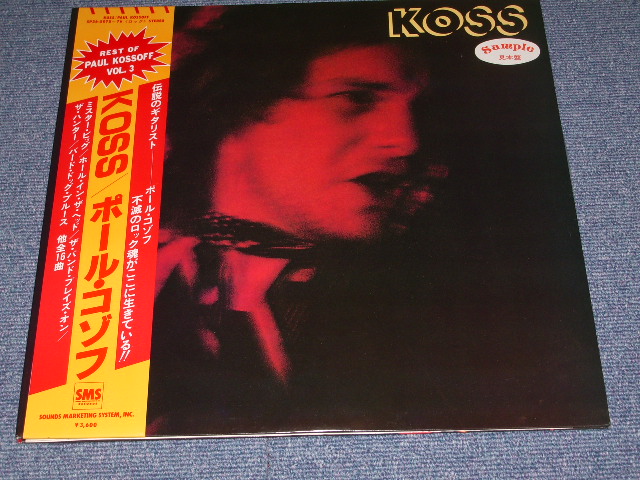 KOSS/PAUL KOSSOFF
REST OF
PAUL KOSSOFF
VOL. 3
KOSS/ポール・コゾフ
伝説のギタリスト——ポール・コゾフ
不滅のロック魂がここに生きている!!
ミスター・ビッグ/ホール・イン・ザ・ヘッド/ザ・バンド・プレイズ・オン/
ザ・ハンター/バード・ドッグ・ブルース 他全16曲
SMS
RECORDS
SOUNDS MARKETING SYSTEM, INC.
¥3,600
KOSS
Sample
見本盤